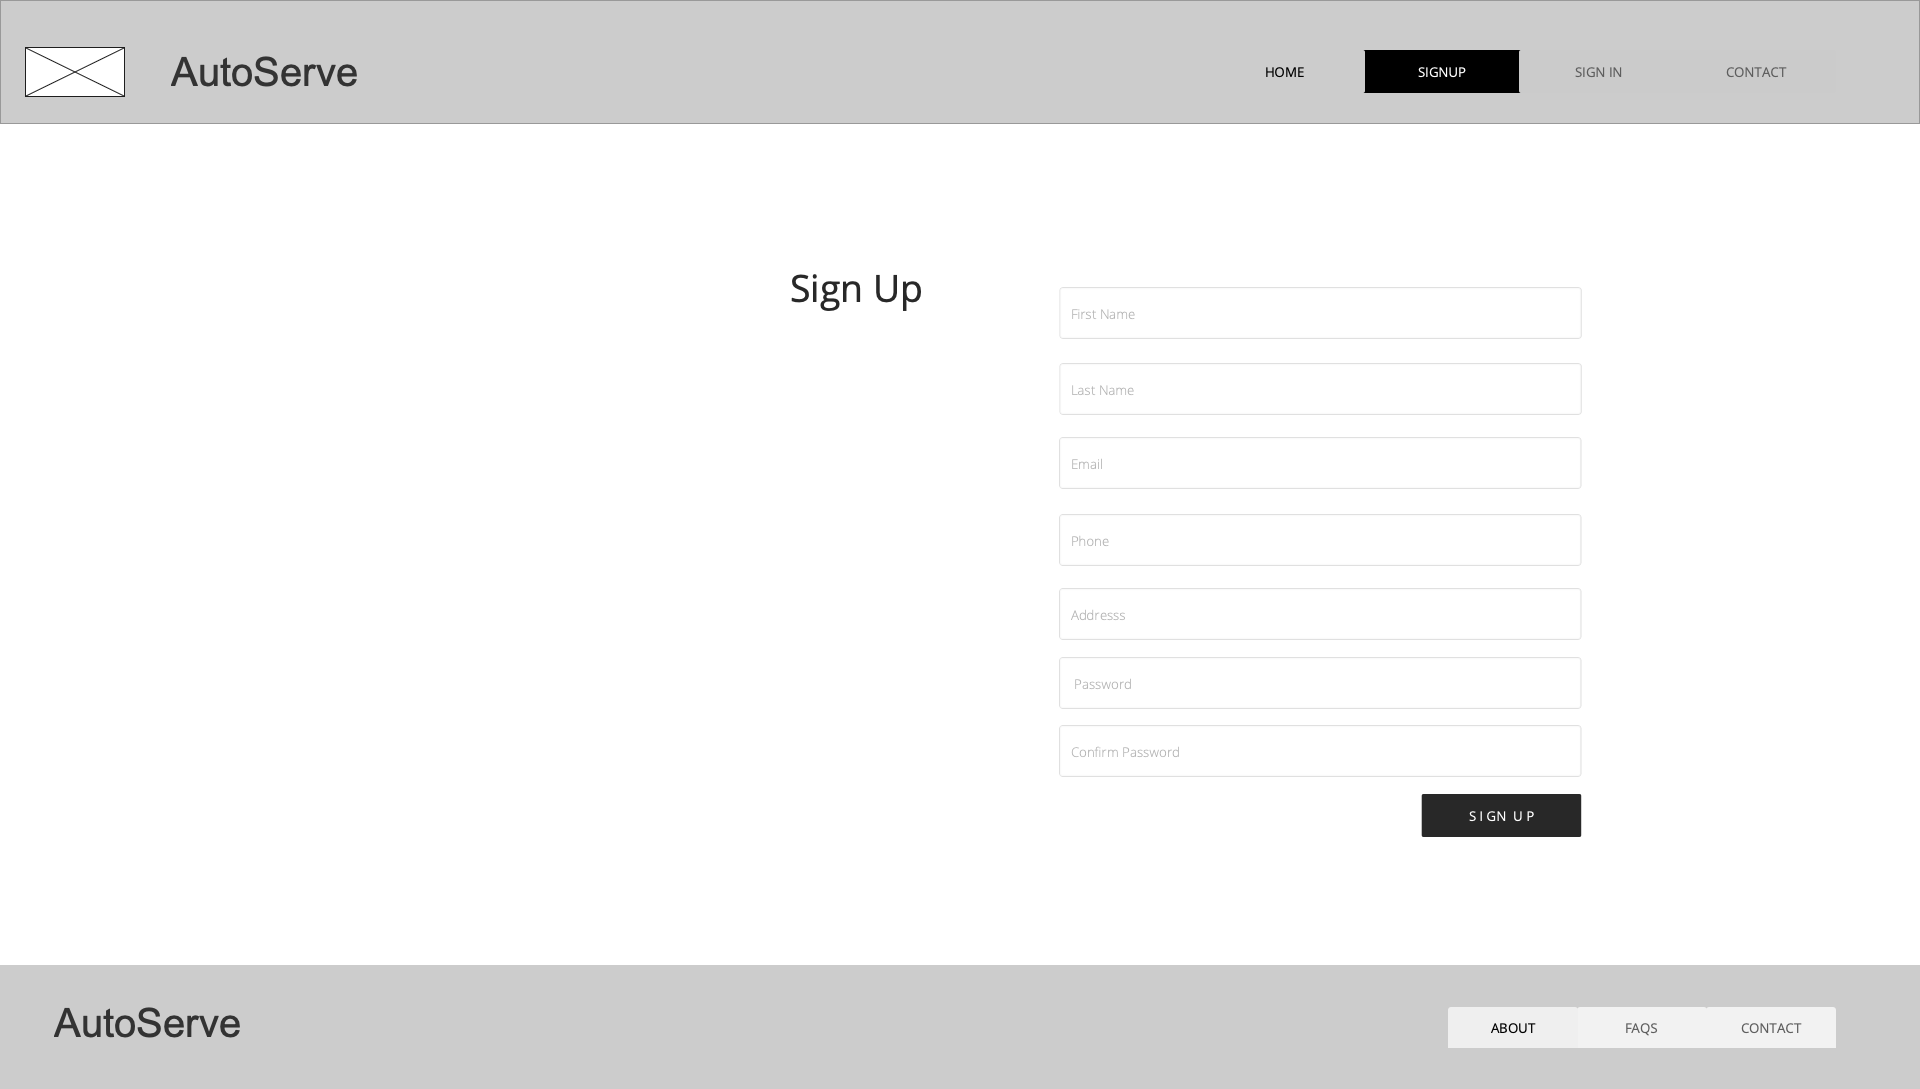 AutoServe
HOME
SIGNUP
SIGN IN
CONTACT
Sign Up
First Name
Last Name
Email
Phone
Addresss
Password
Confirm Password
SIGN UP
AutoServe
ABOUT
FAQS
CONTACT